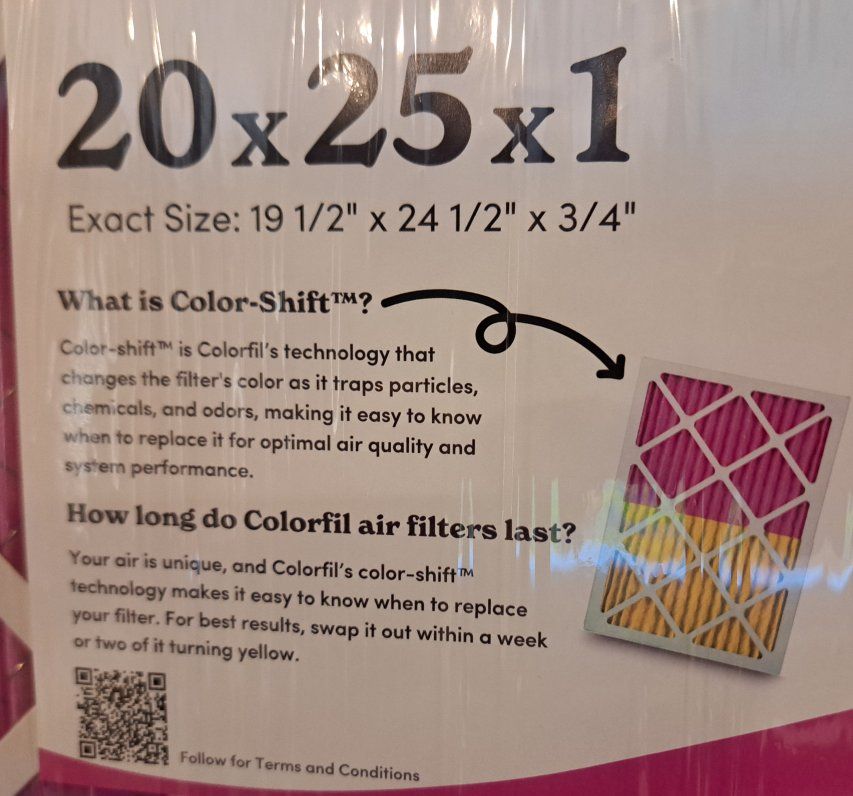 20x25x1
Exact Size: 19 1/2" x 24 1/2" x 3/4"
What is Color-Shift™?
Color-shift™ is Colorfil's technology that
changes the filter's color as it traps particles,
chemicals, and odors, making it easy to know
when to replace it for optimal air quality and
system performance.
How long do Colorfil air filters last?
Your air is unique, and Colorfil's color-shift™
technology makes it easy to know when to replace
your filter. For best results, swap it out within a week
or two of it turning yellow.
Follow for Terms and Conditions